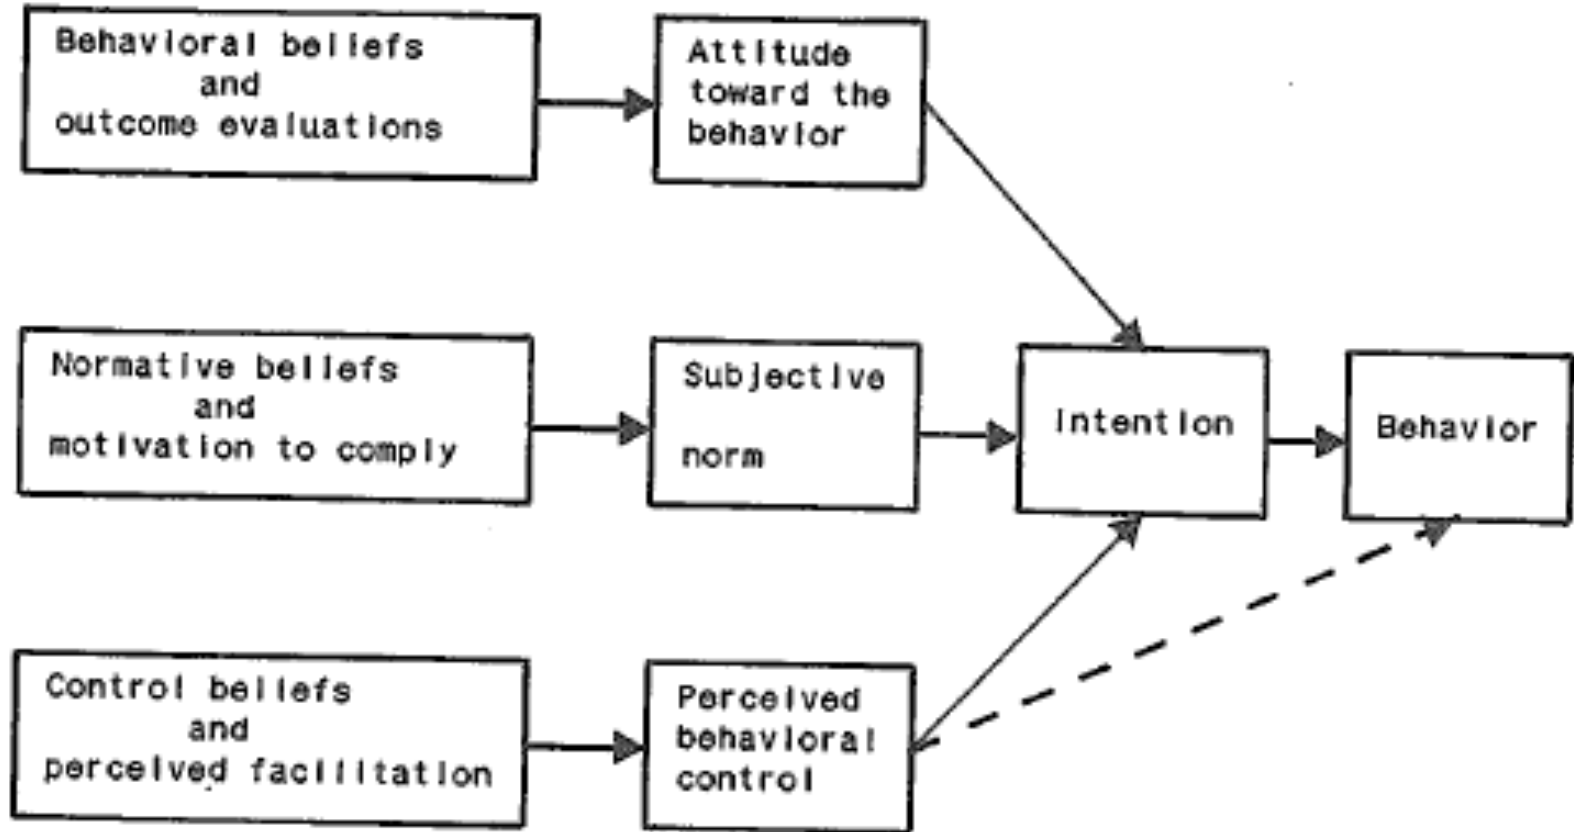 Behavioral beliefs
and
outcome evaluations
Attitude
toward the
behavior
Normative beliefs
and
motivation to comply
Subjective
norm
Intention
Behavior
Control beliefs
and
perceived facilitation
Perceived
behavioral
control